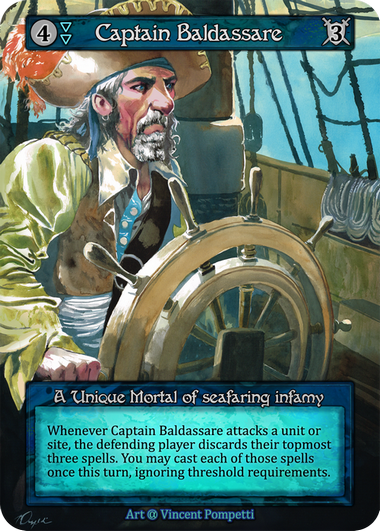 4 Captain Baldassare 3
A Unique Mortal of seafaring infamy
Whenever Captain Baldassare attacks a unit or
site, the defending player discards their topmost
three spells. You may cast each of those spells
once this turn, ignoring threshold requirements.
Art @ Vincent Pompetti